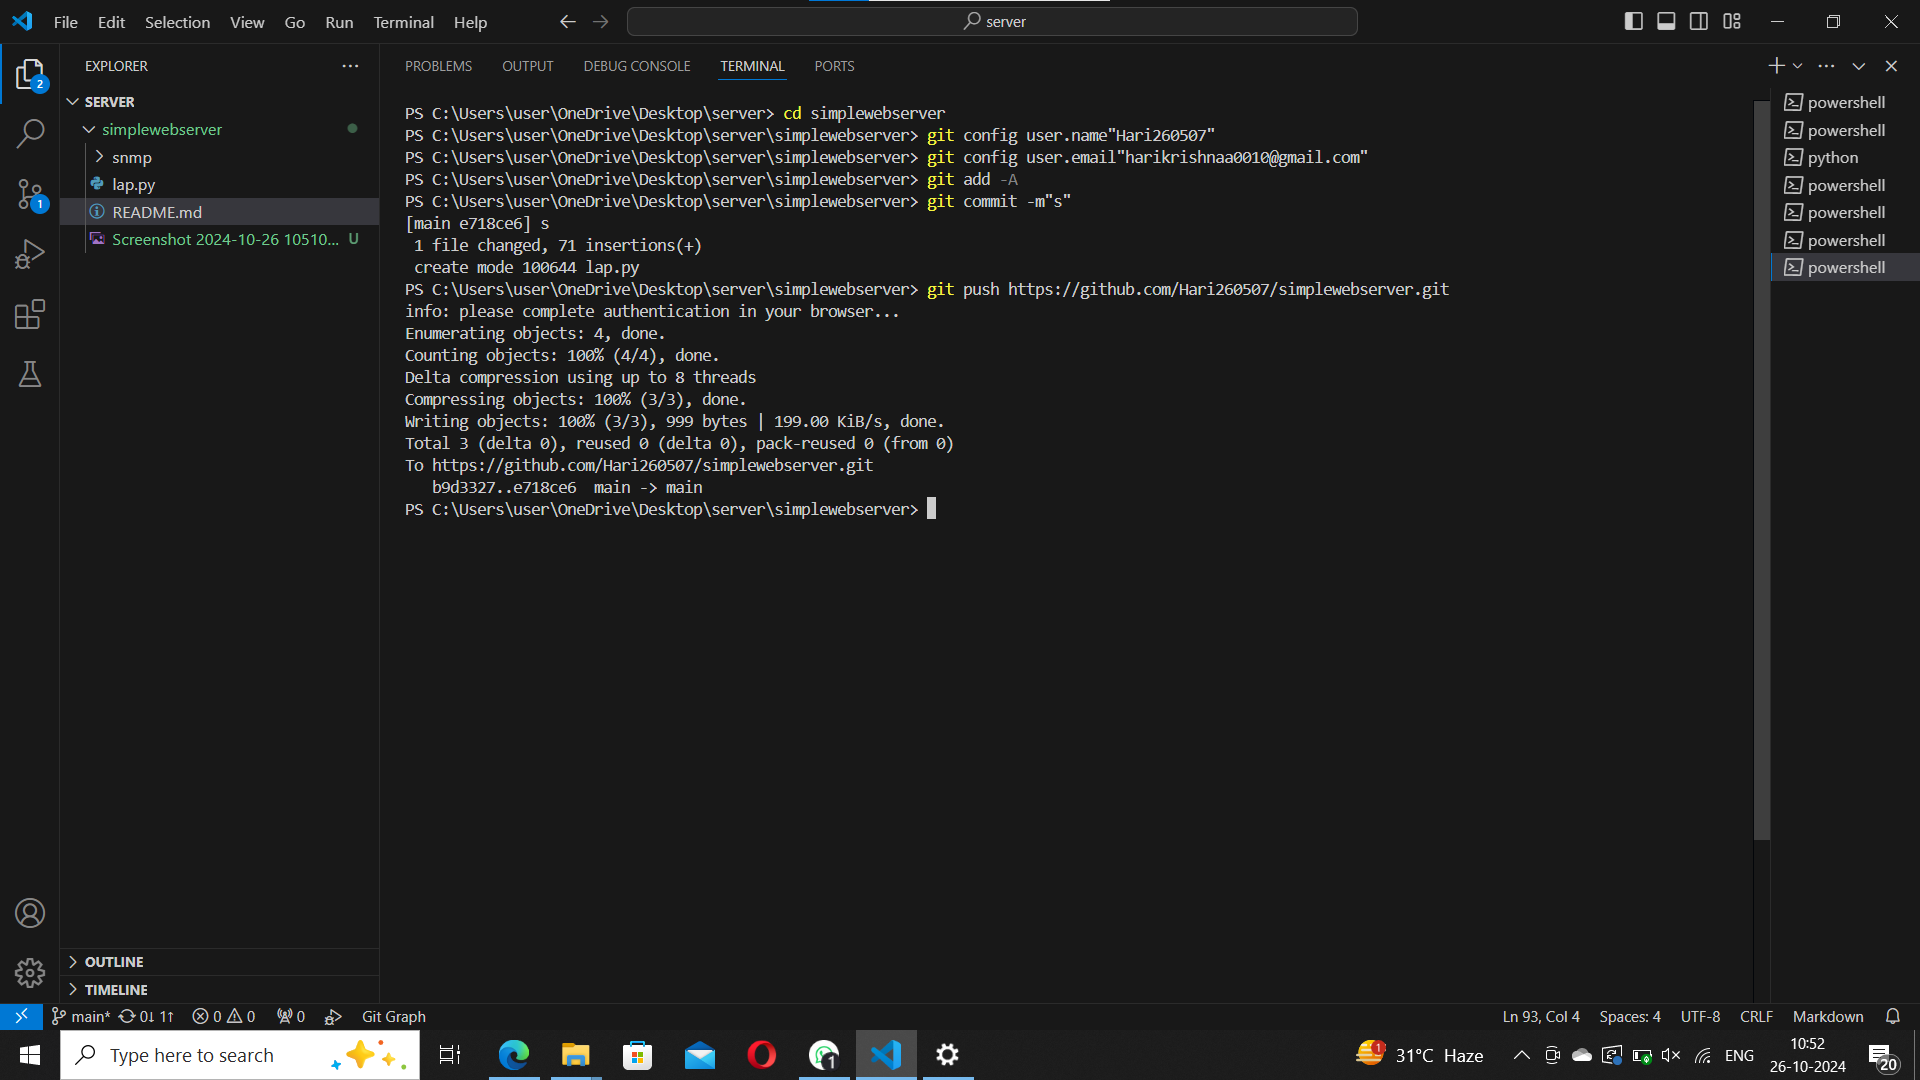 File Edit Selection View Go Run Terminal Help
server
EXPLORER
PROBLEMS OUTPUT DEBUG CONSOLE TERMINAL PORTS
2
SERVER
simplewebserver
snmp
lap.py
README.md
Screenshot 2024-10-26 10510... U
1
PS C:\Users\user\OneDrive\Desktop\server> cd simplewebserver
PS C:\Users\user\OneDrive\Desktop\server\simplewebserver> git config user.name"Hari260507"
PS C:\Users\user\OneDrive\Desktop\server\simplewebserver> git config user.email"harikrishnaa0010@gmail.com"
PS C:\Users\user\OneDrive\Desktop\server\simplewebserver> git add -A
PS C:\Users\user\OneDrive\Desktop\server\simplewebserver> git commit -m"s"
[main e718ce6] s
1 file changed, 71 insertions(+)
create mode 100644 lap.py
PS C:\Users\user\OneDrive\Desktop\server\simplewebserver> git push https://github.com/Hari260507/simplewebserver.git
info: please complete authentication in your browser...
Enumerating objects: 4, done.
Counting objects: 100% (4/4), done.
Delta compression using up to 8 threads
Compressing objects: 100% (3/3), done.
Writing objects: 100% (3/3), 999 bytes | 199.00 KiB/s, done.
Total 3 (delta 0), reused 0 (delta 0), pack-reused 0 (from 0)
To https://github.com/Hari260507/simplewebserver.git
b9d3327..e718ce6 main -> main
PS C:\Users\user\OneDrive\Desktop\server\simplewebserver>
powershell
powershell
python
powershell
powershell
powershell
powershell
OUTLINE
TIMELINE
main* 0↓ 1↑ 0 0 0 Git Graph
Ln 93, Col 4 Spaces: 4 UTF-8 CRLF Markdown
Type here to search
1
1
31°C Haze
ENG
10:52
26-10-2024
20